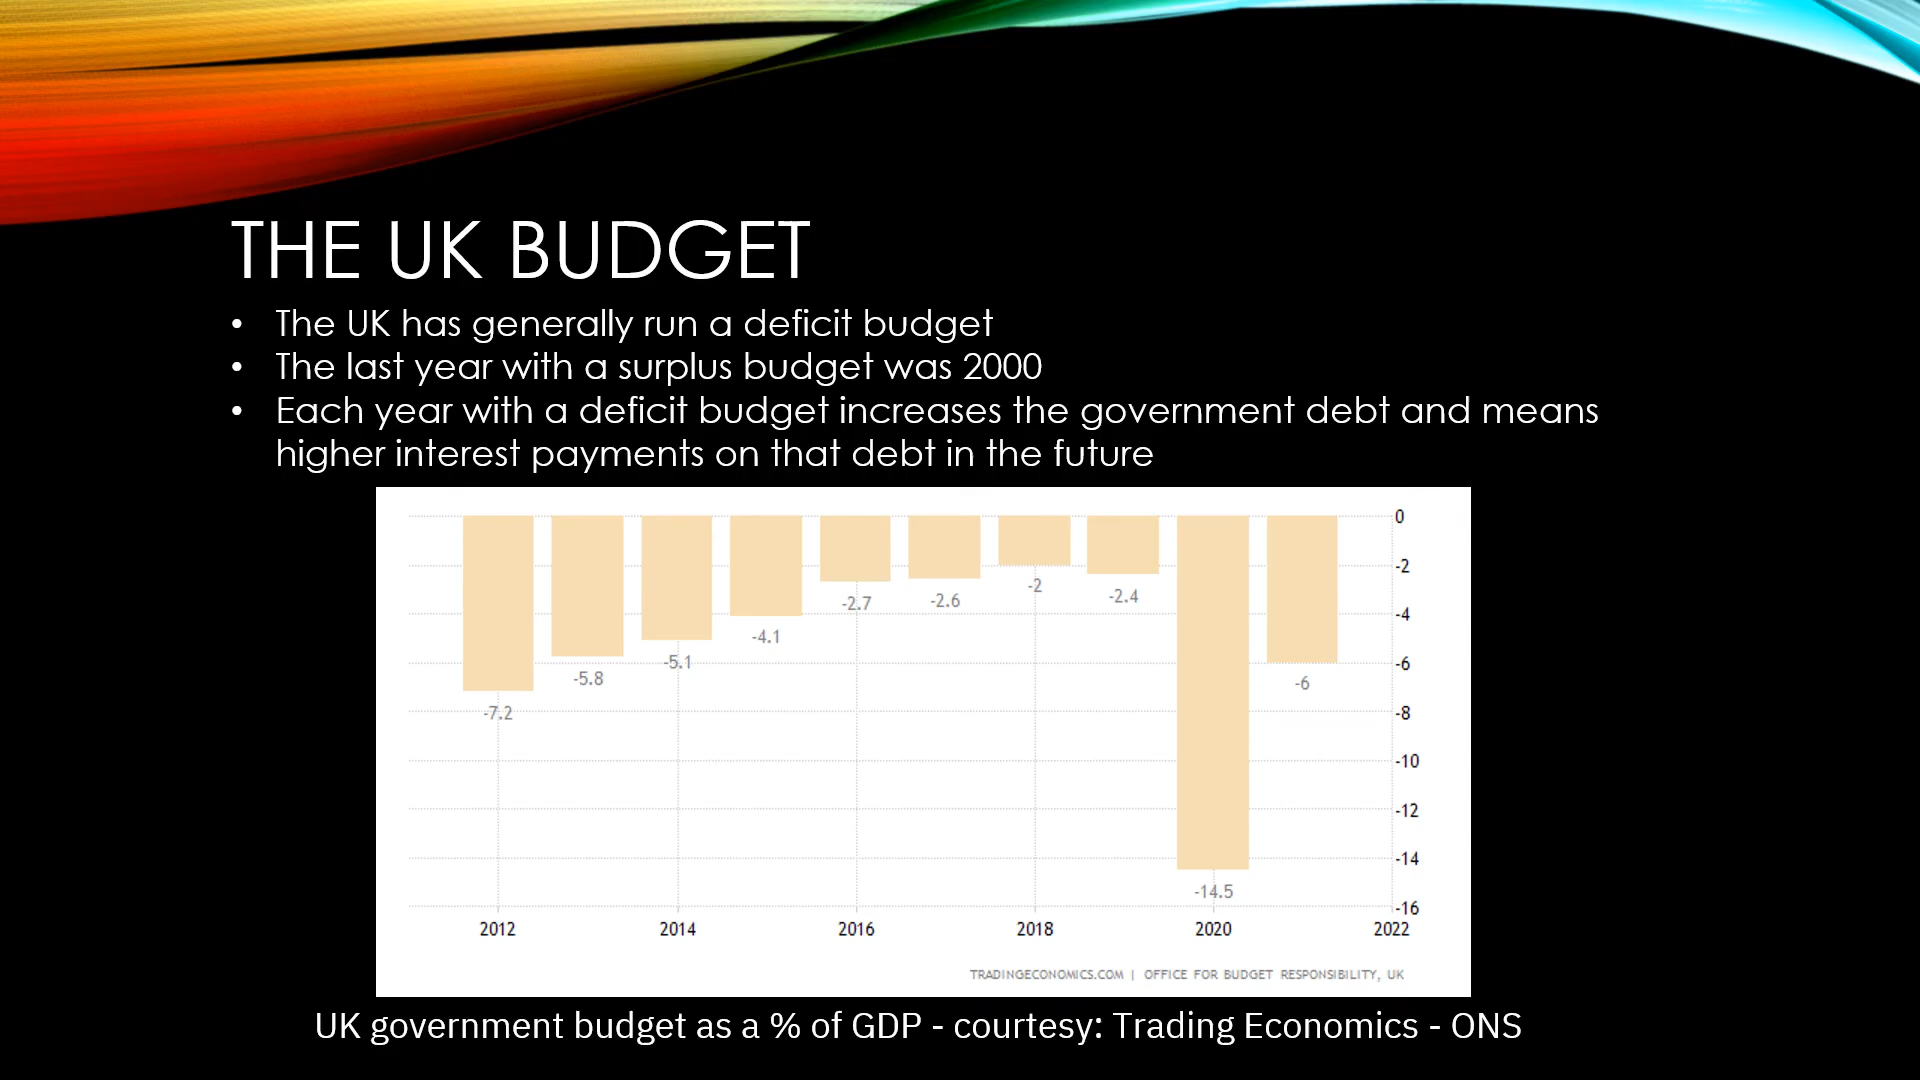 THE UK BUDGET
• The UK has generally run a deficit budget
• The last year with a surplus budget was 2000
• Each year with a deficit budget increases the government debt and means
higher interest payments on that debt in the future
0
-2
-4
-6
-8
-10
-12
-14
-16
-7.2
-5.8
-5.1
-4.1
-2.7
-2.6
-2
-2.4
-14.5
-6
2012 2014 2016 2018 2020 2022
TRADINGECONOMICS.COM | OFFICE FOR BUDGET RESPONSIBILITY, UK
UK government budget as a % of GDP - courtesy: Trading Economics - ONS